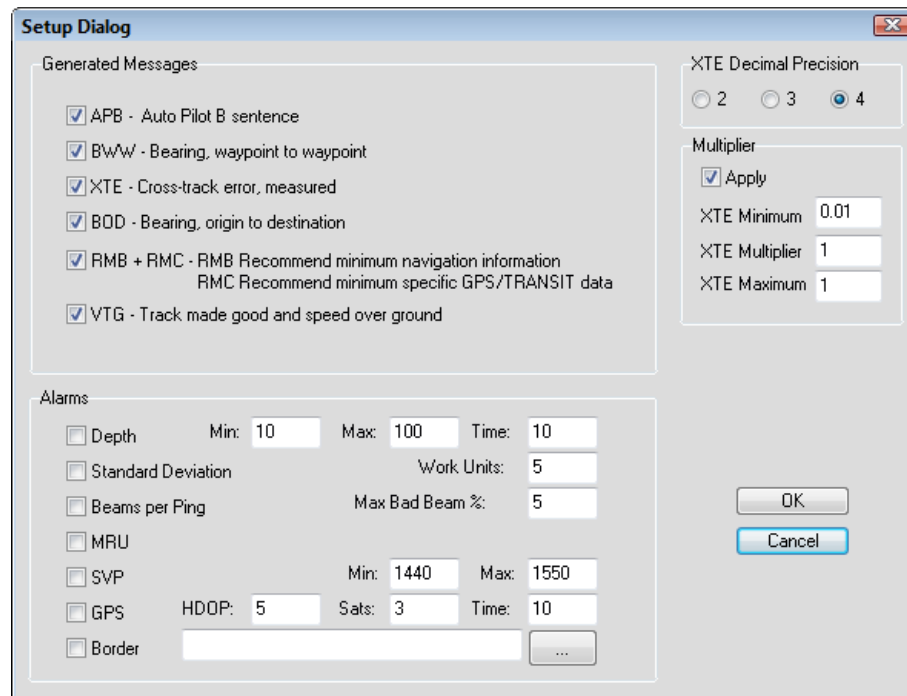 Setup Dialog
Generated Messages
APB - Auto Pilot B sentence
BWW - Bearing, waypoint to waypoint
XTE - Cross-track error, measured
BOD - Bearing, origin to destination
RMB + RMC - RMB Recommend minimum navigation information
RMC Recommend minimum specific GPS/TRANSIT data
VTG - Track made good and speed over ground
XTE Decimal Precision
2 3 4
Multiplier
Apply
XTE Minimum 0.01
XTE Multiplier 1
XTE Maximum 1
Alarms
Depth Min: 10 Max: 100 Time: 10
Standard Deviation Work Units: 5
Beams per Ping Max Bad Beam %: 5
MRU
SVP Min: 1440 Max: 1550
GPS HDOP: 5 Sats: 3 Time: 10
Border ...
OK
Cancel